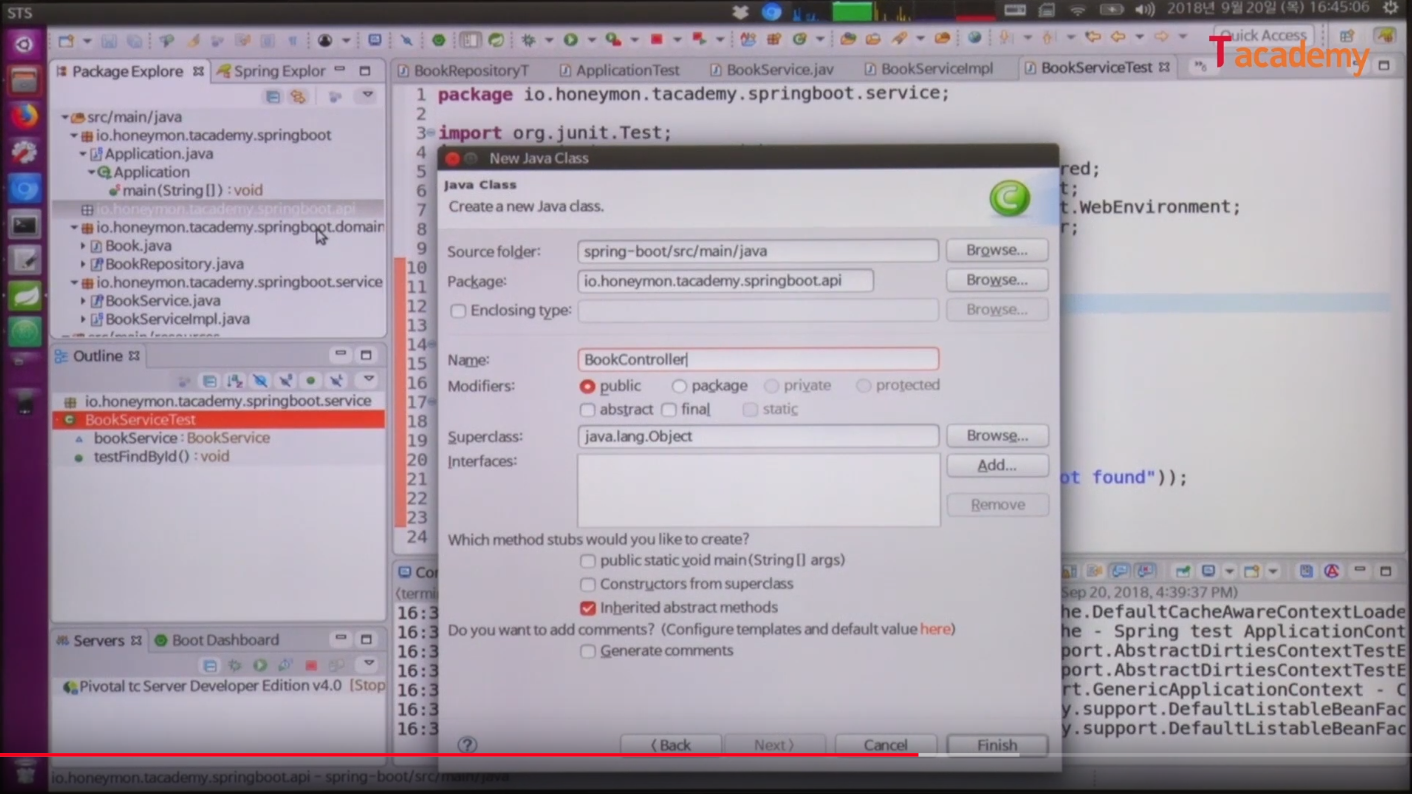 STS
2018년 9월20일 (목) 16:45:06
Quick Access
Tacademy
Package Explore
Spring Explor
src/main/java
io.honeymon.tacademy.springboot
Application.java
Application
main(String[]) : void
io.honeymon.tacademy.springboot.api
io.honeymon.tacademy.springboot.domain
Book.java
BookRepository.java
io.honeymon.tacademy.springboot.service
BookService.java
BookServiceImpl.java
src/main/resources
Outline
io.honeymon.tacademy.springboot.service
BookServiceTest
bookService : BookService
testFindById() : void
Servers
Boot Dashboard
Pivotal tc Server Developer Edition v4.0 [Stop
BookRepositoryT
ApplicationTest
BookService.jav
BookServiceImpl
BookServiceTest
1 package io.honeymon.tacademy.springboot.service;
2
3 import org.junit.Test;
4
5 red;
6 t;
7 t.WebEnvironment;
8 r;
9
10
11
12
13
14
15
16
17
18
19
20
21 ot found"));
22
23
24
New Java Class
Java Class
Create a new Java class.
Source folder: spring-boot/src/main/java Browse...
Package: io.honeymon.tacademy.springboot.api Browse...
Enclosing type: Browse...
Name: BookController
Modifiers: public package private protected
abstract final static
Superclass: java.lang.Object Browse...
Interfaces: Add...
Remove
Which method stubs would you like to create?
public static void main(String[] args)
Constructors from superclass
Inherited abstract methods
Do you want to add comments? (Configure templates and default value here)
Generate comments
< Back Next > Cancel Finish
Co
(termi
Sep 20, 2018, 4:39:37 PM)
16:3 he.DefaultCacheAwareContextLoade
16:3 he - Spring test ApplicationCont
16:3 port.AbstractDirtiesContextTestE
16:3 port.AbstractDirtiesContextTestE
16:3 rt.GenericApplicationContext - C
16:3 y.support.DefaultListableBeanFac
16:3 y.support.DefaultListableBeanFac
io.honeymon.tacademy.springboot.api - spring-boot/src/main/java